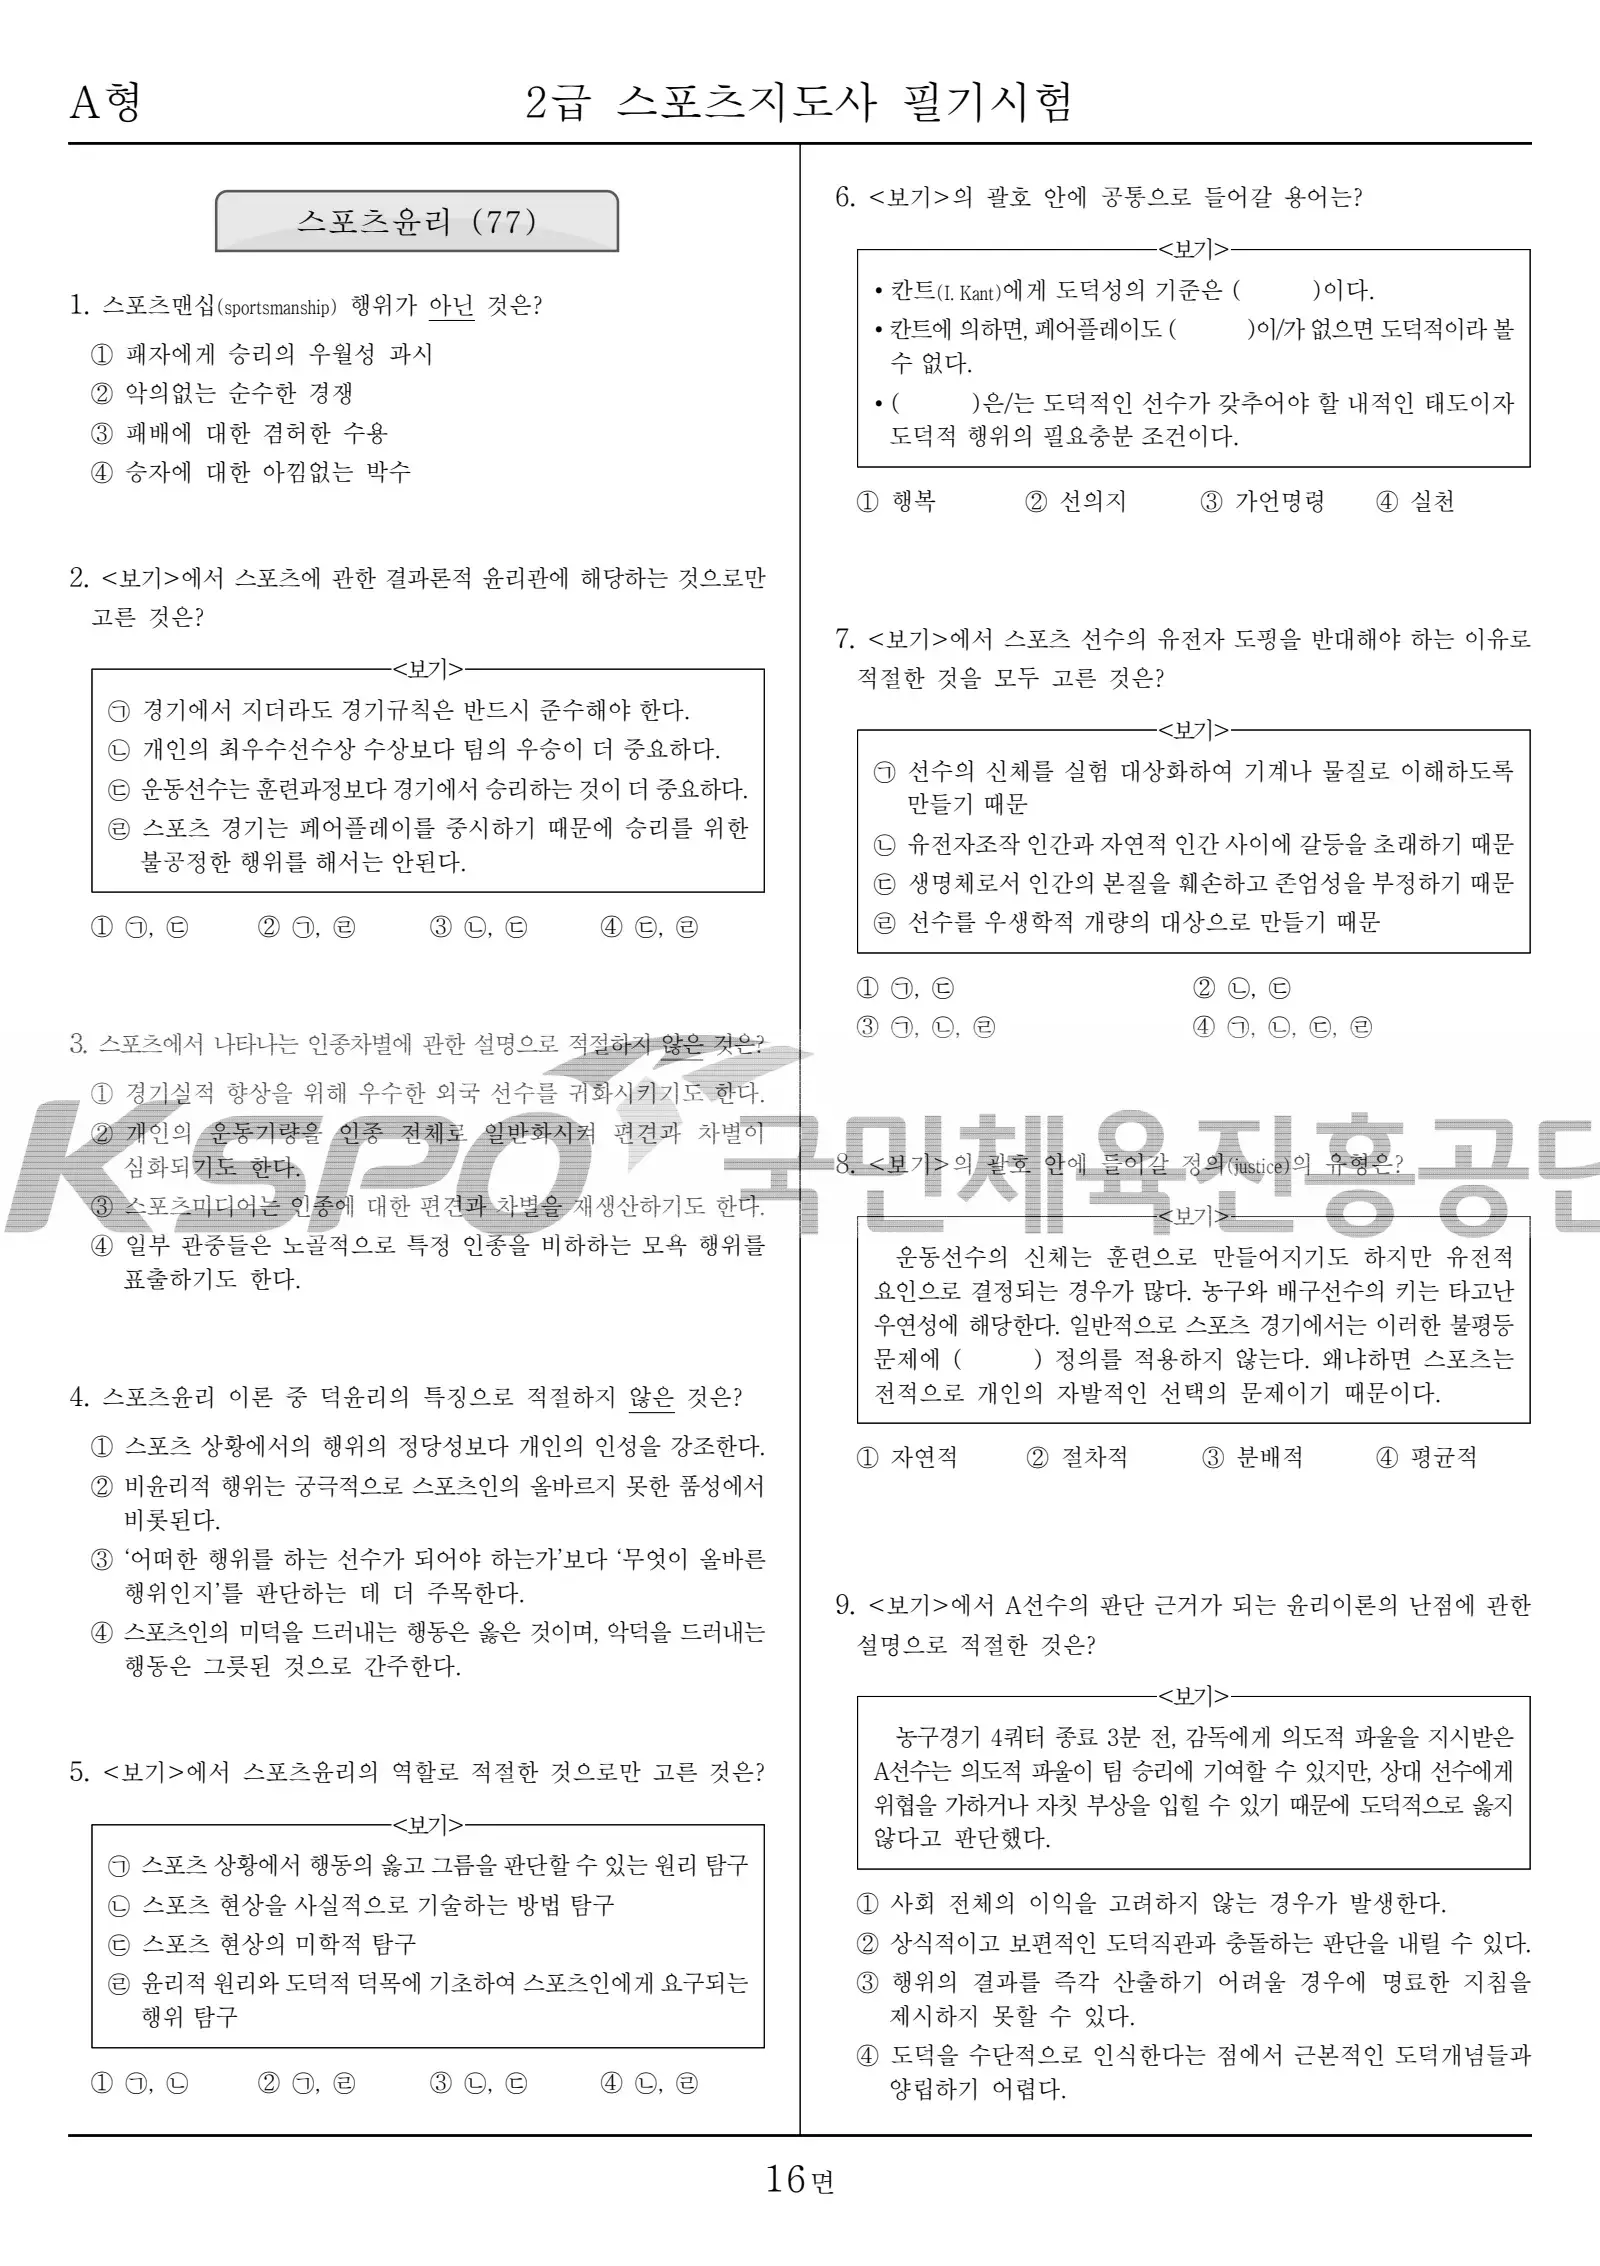 A형
2급 스포츠지도사 필기시험
스포츠윤리 (77)
1. 스포츠맨십(sportsmanship) 행위가 아닌 것은?
① 패자에게 승리의 우월성 과시
② 악의없는 순수한 경쟁
③ 패배에 대한 겸허한 수용
④ 승자에 대한 아낌없는 박수
2. <보기>에서 스포츠에 관한 결과론적 윤리관에 해당하는 것으로만
고른 것은?
<보기>
㉠ 경기에서 지더라도 경기규칙은 반드시 준수해야 한다.
㉡ 개인의 최우수선수상 수상보다 팀의 우승이 더 중요하다.
㉢ 운동선수는 훈련과정보다 경기에서 승리하는 것이 더 중요하다.
㉣ 스포츠 경기는 페어플레이를 중시하기 때문에 승리를 위한
불공정한 행위를 해서는 안된다.
① ㉠, ㉢ ② ㉠, ㉣ ③ ㉡, ㉢ ④ ㉢, ㉣
3. 스포츠에서 나타나는 인종차별에 관한 설명으로 적절하지 않은 것은?
① 경기실적 향상을 위해 우수한 외국 선수를 귀화시키기도 한다.
② 개인의 운동기량을 인종 전체로 일반화시켜 편견과 차별이
심화되기도 한다.
③ 스포츠미디어는 인종에 대한 편견과 차별을 재생산하기도 한다.
④ 일부 관중들은 노골적으로 특정 인종을 비하하는 모욕 행위를
표출하기도 한다.
4. 스포츠윤리 이론 중 덕윤리의 특징으로 적절하지 않은 것은?
① 스포츠 상황에서의 행위의 정당성보다 개인의 인성을 강조한다.
② 비윤리적 행위는 궁극적으로 스포츠인의 올바르지 못한 품성에서
비롯된다.
③ ‘어떠한 행위를 하는 선수가 되어야 하는가’보다 ‘무엇이 올바른
행위인지’를 판단하는 데 더 주목한다.
④ 스포츠인의 미덕을 드러내는 행동은 옳은 것이며, 악덕을 드러내는
행동은 그릇된 것으로 간주한다.
5. <보기>에서 스포츠윤리의 역할로 적절한 것으로만 고른 것은?
<보기>
㉠ 스포츠 상황에서 행동의 옳고 그름을 판단할 수 있는 원리 탐구
㉡ 스포츠 현상을 사실적으로 기술하는 방법 탐구
㉢ 스포츠 현상의 미학적 탐구
㉣ 윤리적 원리와 도덕적 덕목에 기초하여 스포츠인에게 요구되는
행위 탐구
① ㉠, ㉡ ② ㉠, ㉣ ③ ㉡, ㉢ ④ ㉡, ㉣
6. <보기>의 괄호 안에 공통으로 들어갈 용어는?
<보기>
• 칸트(I. Kant)에게 도덕성의 기준은 (    )이다.
• 칸트에 의하면, 페어플레이도 (    )이/가 없으면 도덕적이라 볼
수 없다.
• (    )은/는 도덕적인 선수가 갖추어야 할 내적인 태도이자
도덕적 행위의 필요충분 조건이다.
① 행복 ② 선의지 ③ 가언명령 ④ 실천
7. <보기>에서 스포츠 선수의 유전자 도핑을 반대해야 하는 이유로
적절한 것을 모두 고른 것은?
<보기>
㉠ 선수의 신체를 실험 대상화하여 기계나 물질로 이해하도록
만들기 때문
㉡ 유전자조작 인간과 자연적 인간 사이에 갈등을 초래하기 때문
㉢ 생명체로서 인간의 본질을 훼손하고 존엄성을 부정하기 때문
㉣ 선수를 우생학적 개량의 대상으로 만들기 때문
① ㉠, ㉢ ② ㉡, ㉢
③ ㉠, ㉡, ㉣ ④ ㉠, ㉡, ㉢, ㉣
KSPO 국민체육진흥공단
8. <보기>의 괄호 안에 들어갈 정의(justice)의 유형은?
<보기>
운동선수의 신체는 훈련으로 만들어지기도 하지만 유전적
요인으로 결정되는 경우가 많다. 농구와 배구선수의 키는 타고난
우연성에 해당한다. 일반적으로 스포츠 경기에서는 이러한 불평등
문제에 (    ) 정의를 적용하지 않는다. 왜냐하면 스포츠는
전적으로 개인의 자발적인 선택의 문제이기 때문이다.
① 자연적 ② 절차적 ③ 분배적 ④ 평균적
9. <보기>에서 A선수의 판단 근거가 되는 윤리이론의 난점에 관한
설명으로 적절한 것은?
<보기>
농구경기 4쿼터 종료 3분 전, 감독에게 의도적 파울을 지시받은
A선수는 의도적 파울이 팀 승리에 기여할 수 있지만, 상대 선수에게
위협을 가하거나 자칫 부상을 입힐 수 있기 때문에 도덕적으로 옳지
않다고 판단했다.
① 사회 전체의 이익을 고려하지 않는 경우가 발생한다.
② 상식적이고 보편적인 도덕직관과 충돌하는 판단을 내릴 수 있다.
③ 행위의 결과를 즉각 산출하기 어려울 경우에 명료한 지침을
제시하지 못할 수 있다.
④ 도덕을 수단적으로 인식한다는 점에서 근본적인 도덕개념들과
양립하기 어렵다.
16면